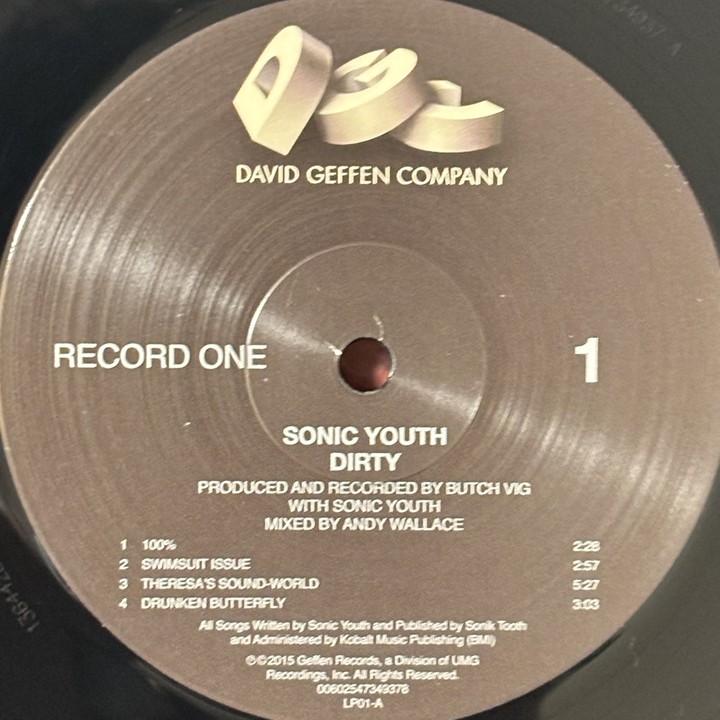 DGC
DAVID GEFFEN COMPANY
RECORD ONE
1
SONIC YOUTH
DIRTY
PRODUCED AND RECORDED BY BUTCH VIG
WITH SONIC YOUTH
MIXED BY ANDY WALLACE
1 100% 2:28
2 SWIMSUIT ISSUE 2:57
3 THERESA'S SOUND-WORLD 5:27
4 DRUNKEN BUTTERFLY 3:03
All Songs Written by Sonic Youth and Published by Sonik Tooth
and Administered by Kobalt Music Publishing (BMI)
℗©2015 Geffen Records, a Division of UMG
Recordings, Inc. All Rights Reserved.
00602547349378
LP01-A